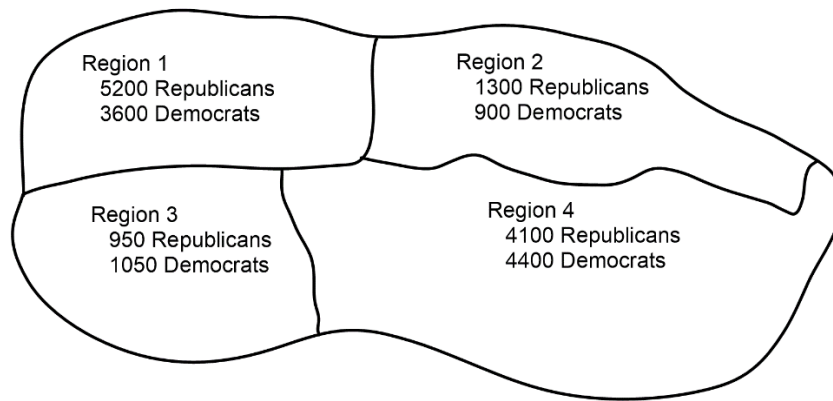 Region 1
5200 Republicans
3600 Democrats
Region 2
1300 Republicans
900 Democrats
Region 3
950 Republicans
1050 Democrats
Region 4
4100 Republicans
4400 Democrats